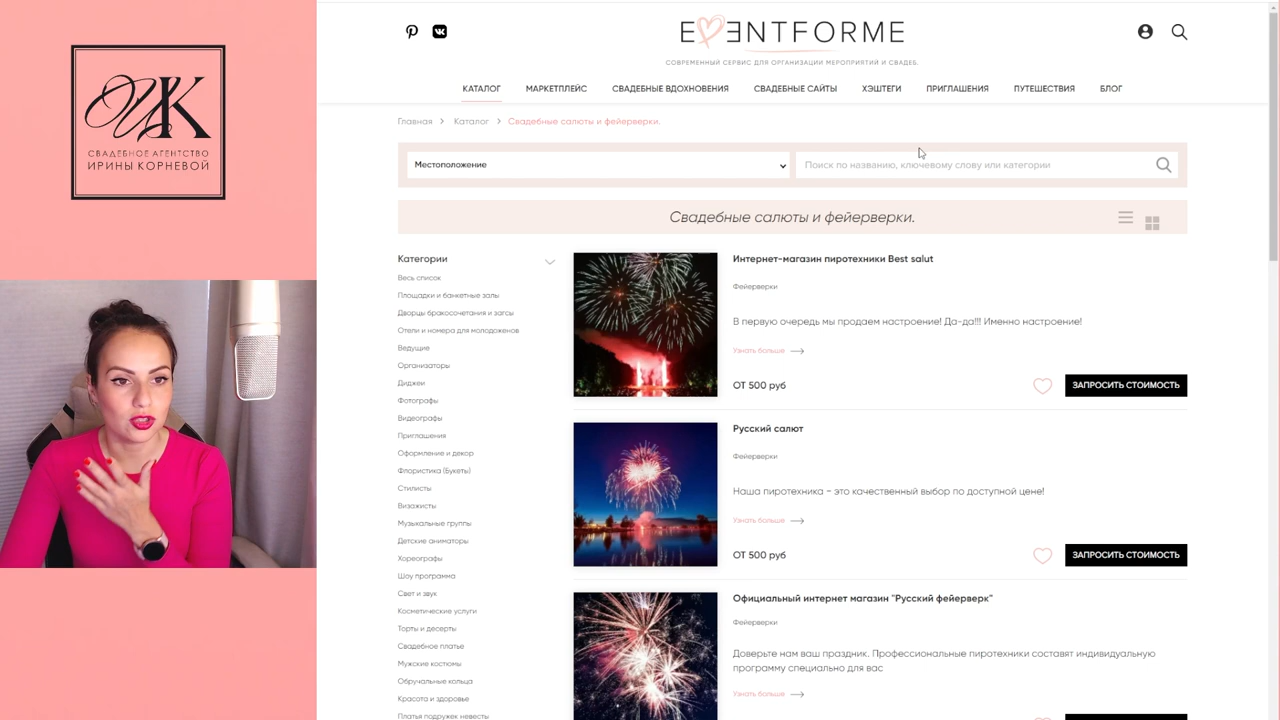 ИК
СВАДЕБНОЕ АГЕНТСТВО
ИРИНЫ КОРНЕВОЙ
EVENTFORME
СОВРЕМЕННЫЙ СЕРВИС ДЛЯ ОРГАНИЗАЦИИ МЕРОПРИЯТИЙ И СВАДЕБ.
КАТАЛОГ МАРКЕТПЛЕЙС СВАДЕБНЫЕ ВДОХНОВЕНИЯ СВАДЕБНЫЕ САЙТЫ ХЭШТЕГИ ПРИГЛАШЕНИЯ ПУТЕШЕСТВИЯ БЛОГ
Главная > Каталог > Свадебные салюты и фейерверки.
Местоположение
Поиск по названию, ключевому слову или категории
Свадебные салюты и фейерверки.
Категории
Весь список
Площадки и банкетные залы
Дворцы бракосочетания и загсы
Отели и номера для молодоженов
Ведущие
Организаторы
Диджеи
Фотографы
Видеографы
Приглашения
Оформление и декор
Флористика (Букеты)
Стилисты
Визажисты
Музыкальные группы
Детские аниматоры
Хореографы
Шоу программа
Свет и звук
Косметические услуги
Торты и десерты
Свадебное платье
Мужские костюмы
Обручальные кольца
Красота и здоровье
Платья подружек невесты
Интернет-магазин пиротехники Best salut
Фейерверки
В первую очередь мы продаем настроение! Да-да!!! Именно настроение!
Узнать больше
ОТ 500 руб
ЗАПРОСИТЬ СТОИМОСТЬ
Русский салют
Фейерверки
Наша пиротехника - это качественный выбор по доступной цене!
Узнать больше
ОТ 500 руб
ЗАПРОСИТЬ СТОИМОСТЬ
Официальный интернет магазин "Русский фейерверк"
Фейерверки
Доверьте нам ваш праздник. Профессиональные пиротехники составят индивидуальную
программу специально для вас
Узнать больше